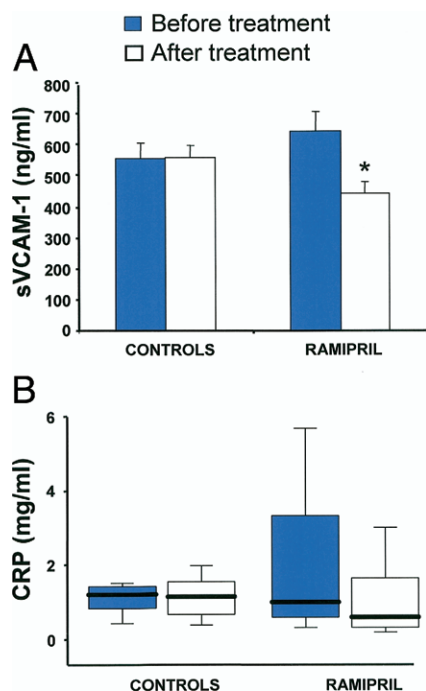 Before treatment
After treatment
A
800
700
600
500
400
300
200
100
0
sVCAM-1 (ng/ml)
*
CONTROLS RAMIPRIL
B
6
4
2
0
CRP (mg/ml)
CONTROLS RAMIPRIL